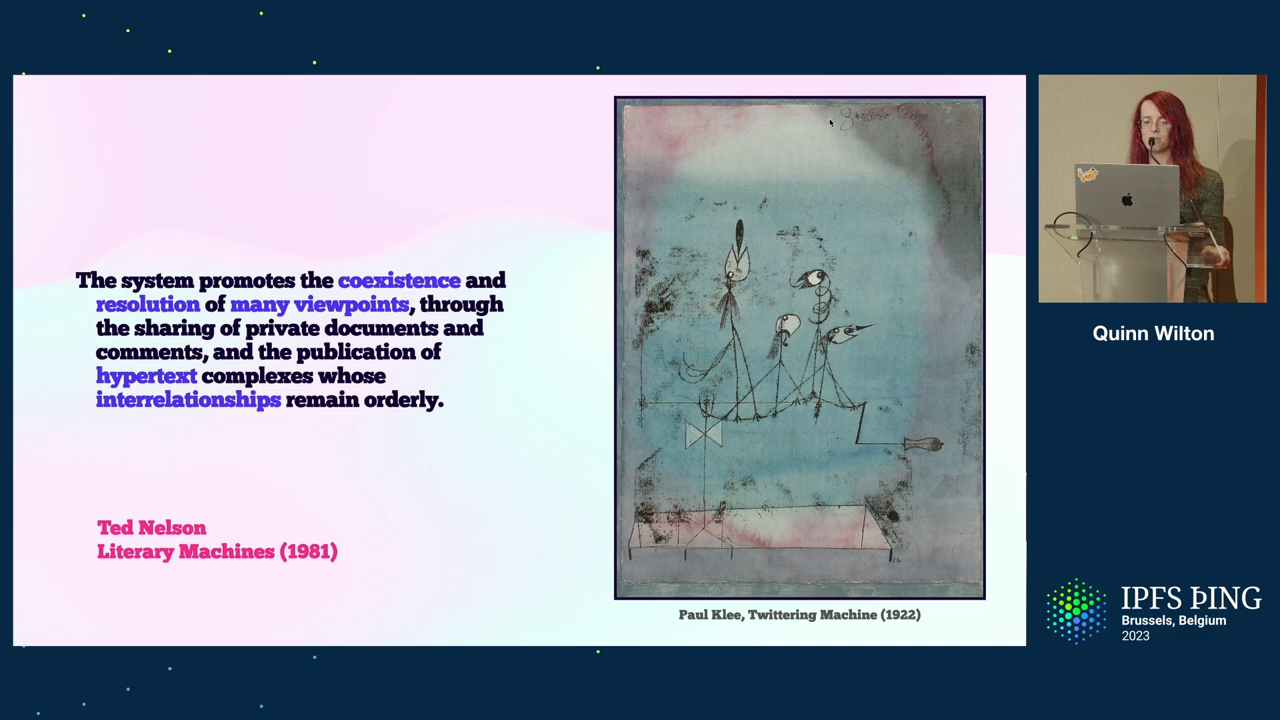 The system promotes the coexistence and
resolution of many viewpoints, through
the sharing of private documents and
comments, and the publication of
hypertext complexes whose
interrelationships remain orderly.
Ted Nelson
Literary Machines (1981)
Paul Klee, Twittering Machine (1922)
Quinn Wilton
IPFS ÞING
Brussels, Belgium
2023